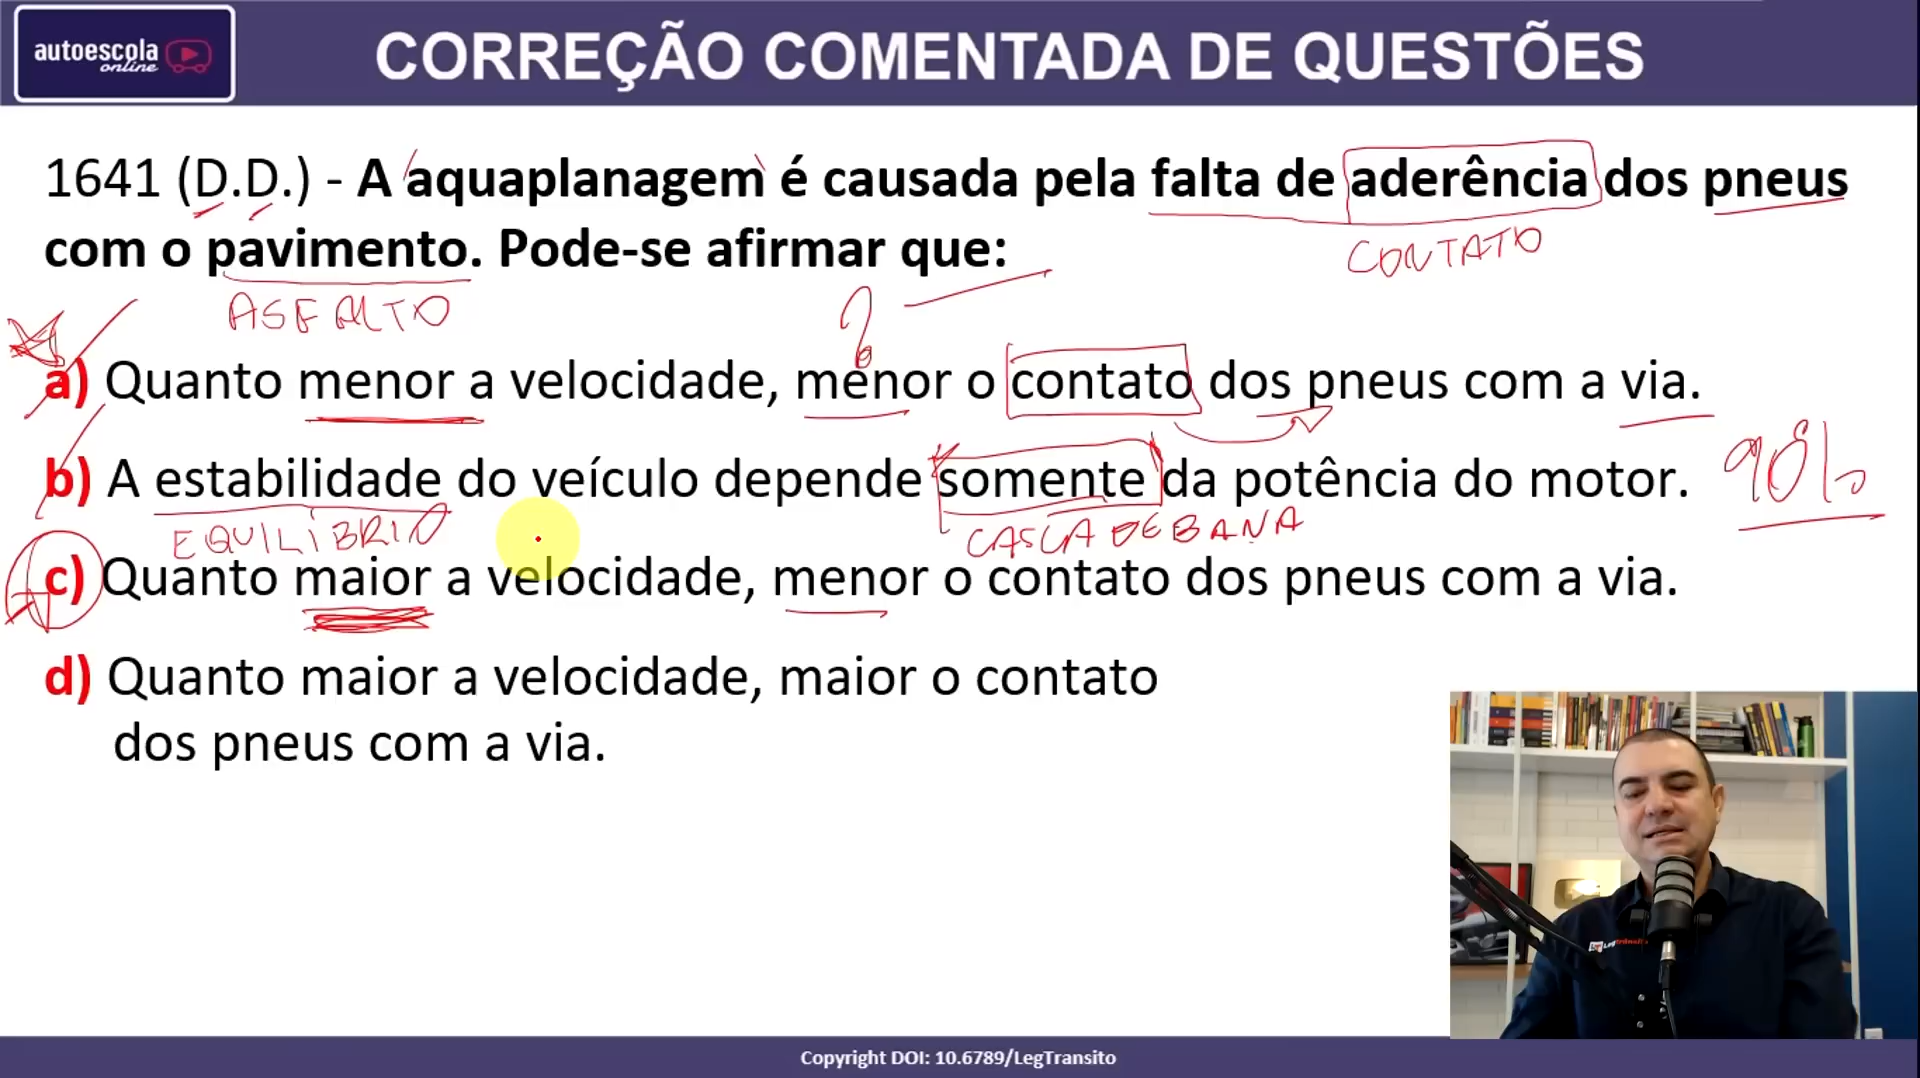 autoescola
online
CORREÇÃO COMENTADA DE QUESTÕES
1641 (D.D.) - A aquaplanagem é causada pela falta de aderência dos pneus
com o pavimento. Pode-se afirmar que:
CONTATO
ASFALTO
?
a) Quanto menor a velocidade, menor o contato dos pneus com a via.
b) A estabilidade do veículo depende somente da potência do motor.
90%
EQUILÍBRIO
CASCA DE BANANA
c) Quanto maior a velocidade, menor o contato dos pneus com a via.
d) Quanto maior a velocidade, maior o contato
dos pneus com a via.
Copyright DOI: 10.6789/LegTransito